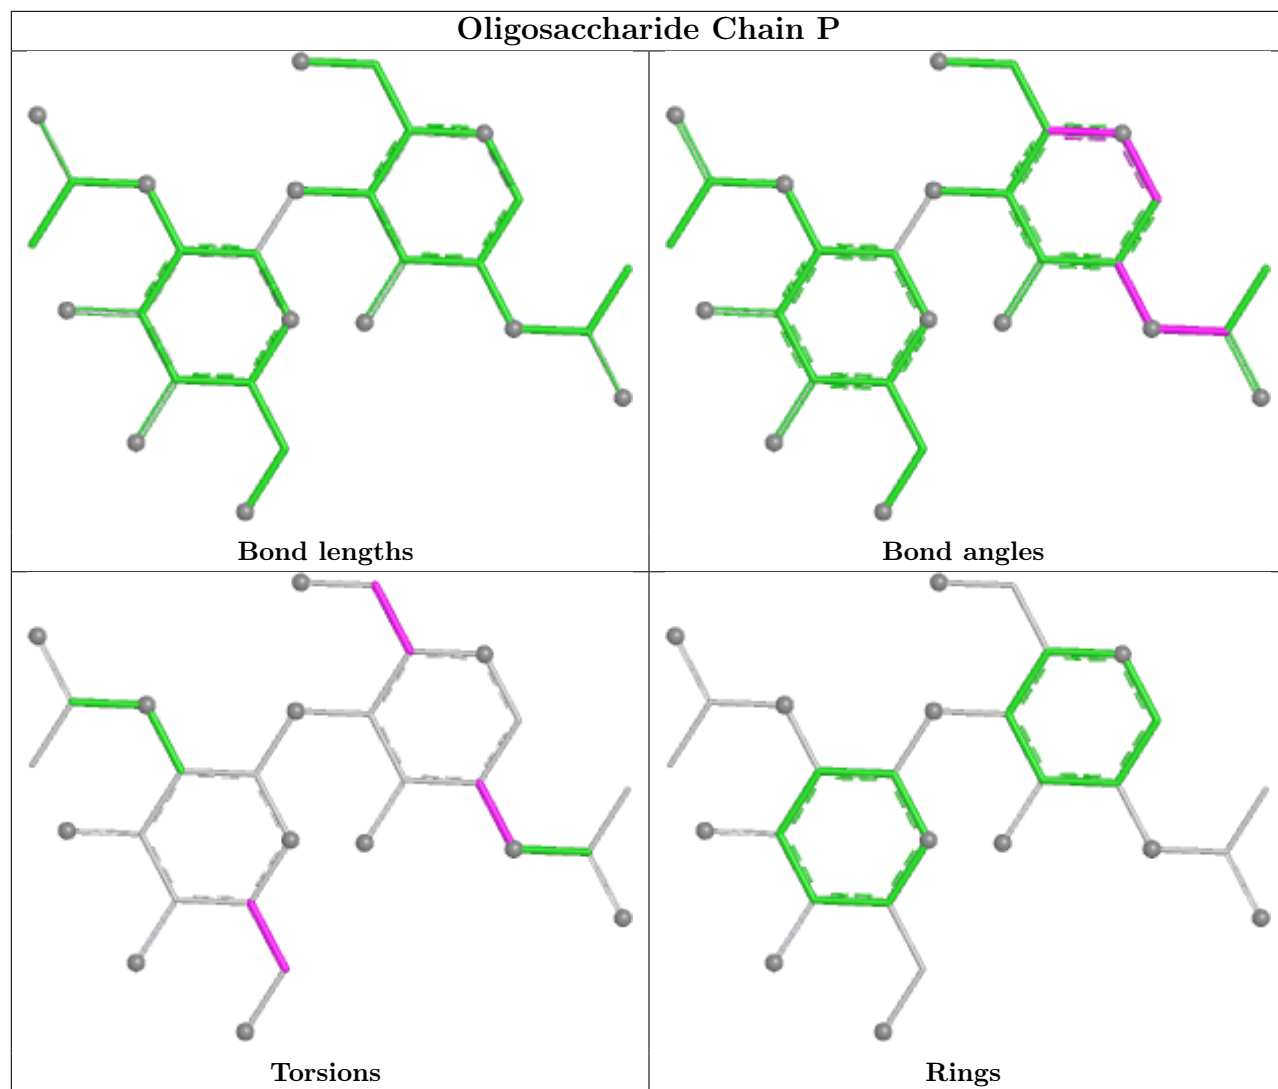 Oligosaccharide Chain P
Bond lengths
Bond angles
Torsions
Rings